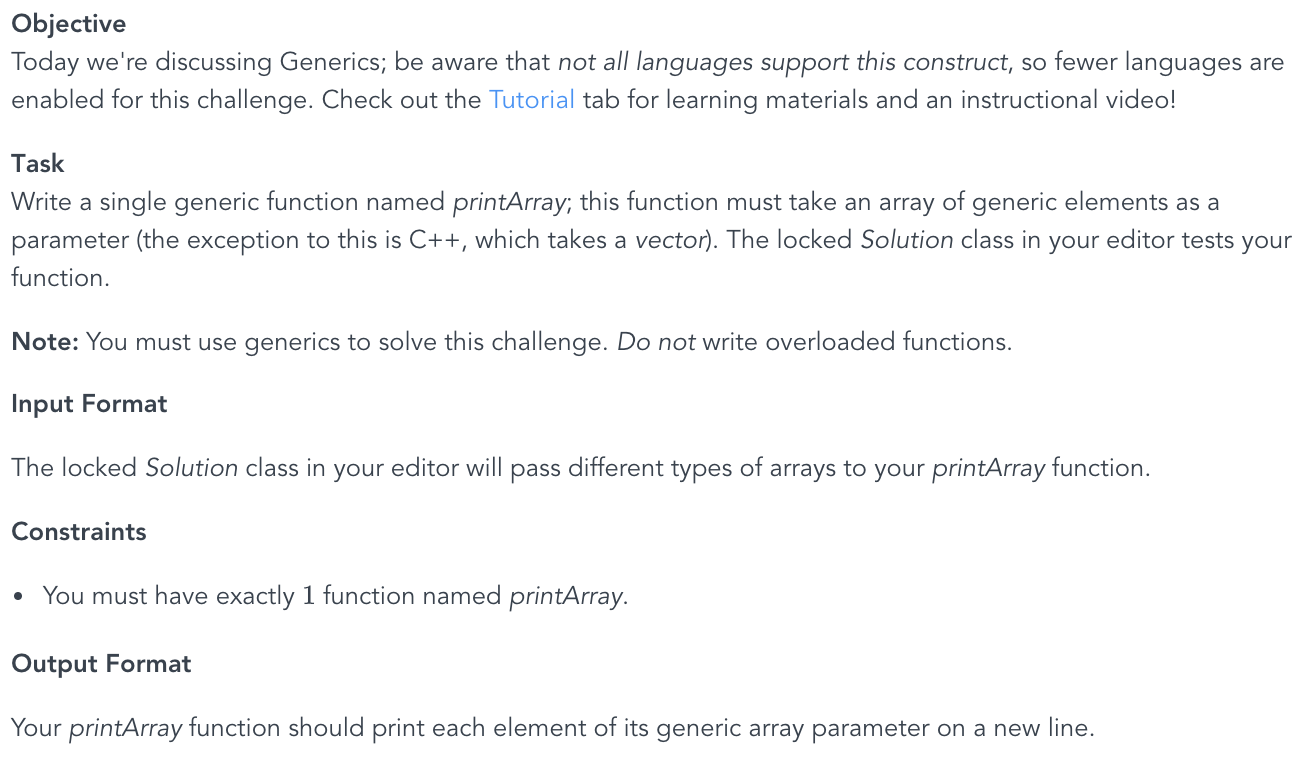 Objective
Today we're discussing Generics; be aware that not all languages support this construct, so fewer languages are
enabled for this challenge. Check out the Tutorial tab for learning materials and an instructional video!
Task
Write a single generic function named printArray; this function must take an array of generic elements as a
parameter (the exception to this is C++, which takes a vector). The locked Solution class in your editor tests your
function.
Note: You must use generics to solve this challenge. Do not write overloaded functions.
Input Format
The locked Solution class in your editor will pass different types of arrays to your printArray function.
Constraints
• You must have exactly 1 function named printArray.
Output Format
Your printArray function should print each element of its generic array parameter on a new line.